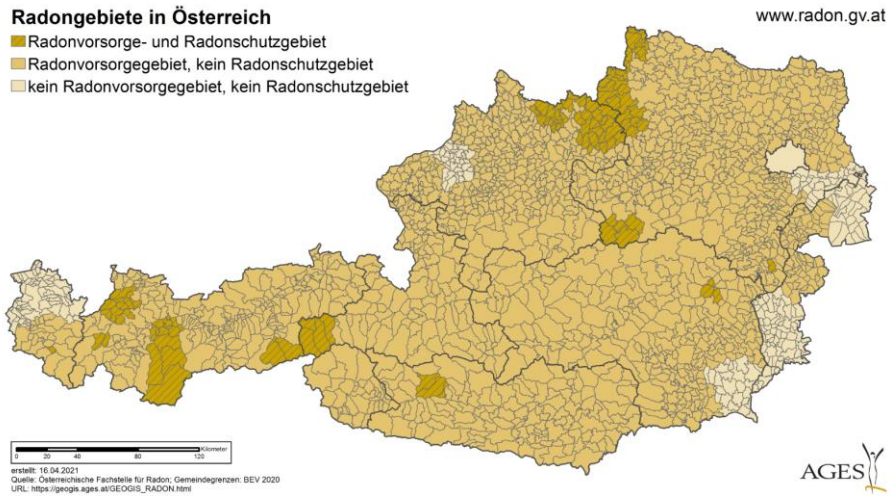 Radongebiete in Österreich
www.radon.gv.at
Radonvorsorge- und Radonschutzgebiet
Radonvorsorgegebiet, kein Radonschutzgebiet
kein Radonvorsorgegebiet, kein Radonschutzgebiet
Kilometer
0 20 40 80 120
erstellt: 16.04.2021
Quelle: Österreichische Fachstelle für Radon; Gemeindegrenzen: BEV 2020
URL: https://geogis.ages.at/GEOGIS_RADON.html
AGES